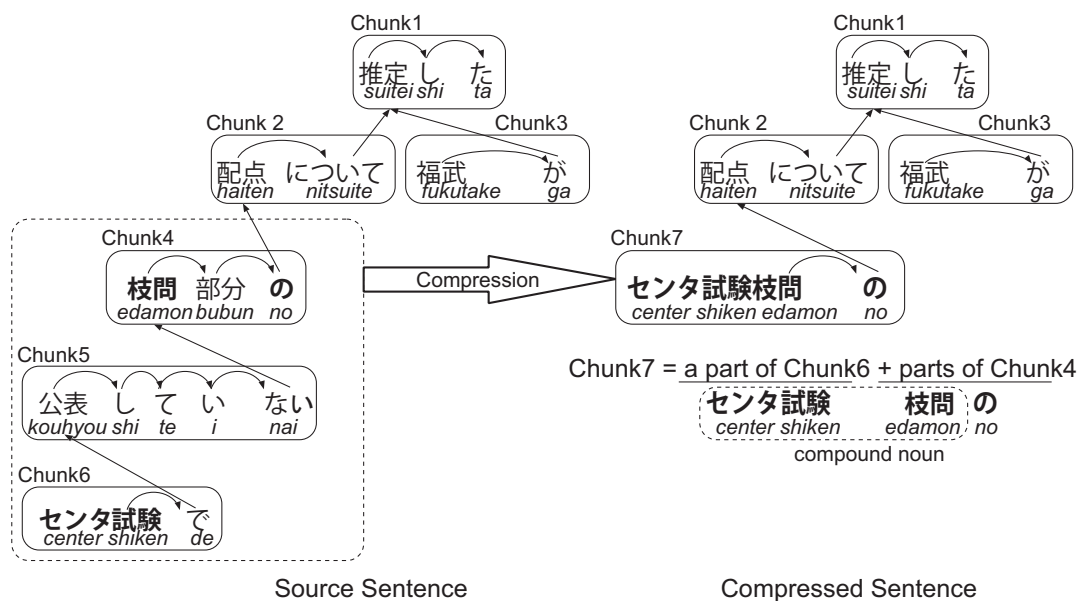 Chunk1
推定 し た
suitei shi ta
Chunk 2
配点 について
haiten nitsuite
Chunk3
福武 が
fukutake ga
Chunk4
枝問 部分 の
edamon bubun no
Chunk5
公表 し て い ない
kouhyou shi te i nai
Chunk6
センタ試験 で
center shiken de
Source Sentence
Compression
Chunk1
推定 し た
suitei shi ta
Chunk 2
配点 について
haiten nitsuite
Chunk3
福武 が
fukutake ga
Chunk7
センタ試験枝問 の
center shiken edamon no
Chunk7 = a part of Chunk6 + parts of Chunk4
センタ試験 枝問 の
center shiken edamon no
compound noun
Compressed Sentence